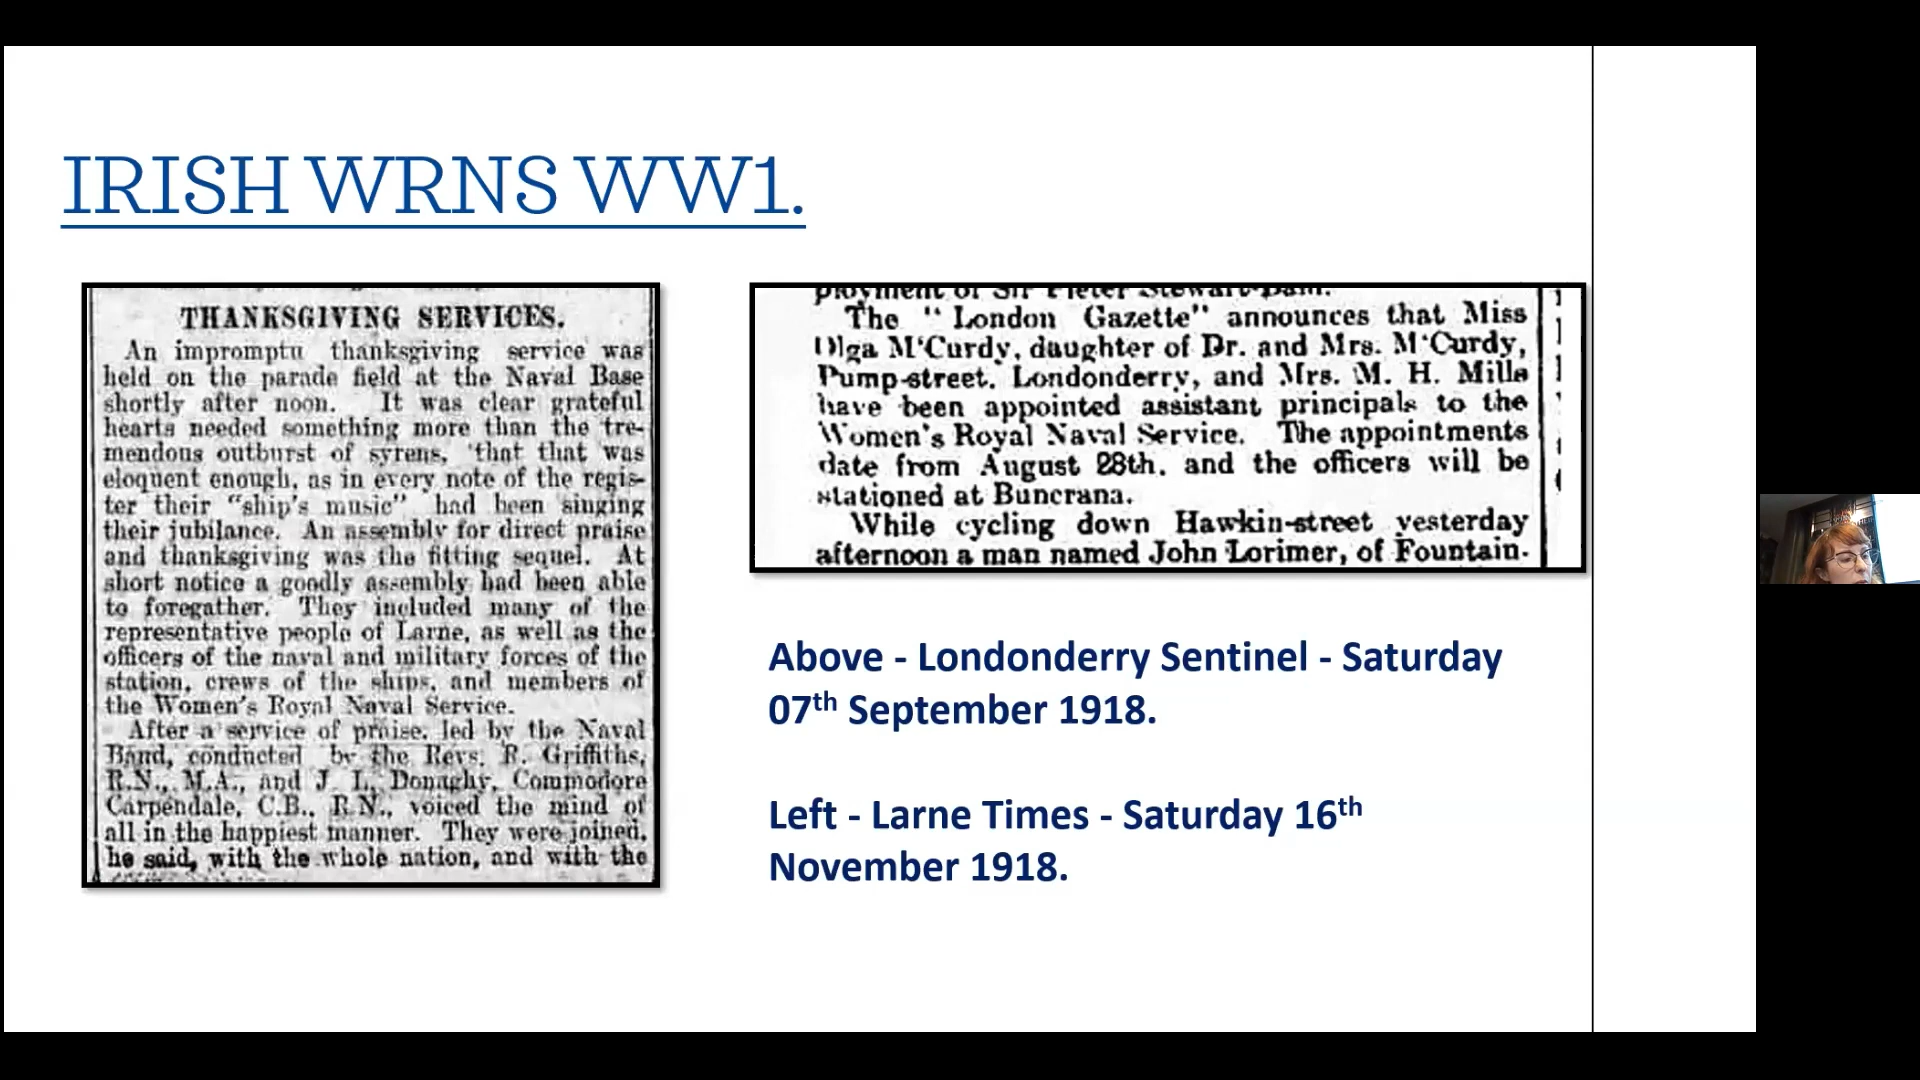 IRISH WRNS WW1.
THANKSGIVING SERVICES.
An impromptu thanksgiving service was
held on the parade field at the Naval Base
shortly after noon. It was clear grateful
hearts needed something more than the tre-
mendous outburst of syrens, 'that that was
eloquent enough, as in every note of the regis-
ter their "ship's music" had been singing
their jubilance. An assembly for direct praise
and thanksgiving was the fitting sequel. At
short notice a goodly assembly had been able
to foregather. They included many of the
representative people of Larne, as well as the
officers of the naval and military forces of the
station, crews of the ships, and members of
the Women's Royal Naval Service.
After a service of praise, led by the Naval
Band, conducted by the Revs. R. Griffiths,
R.N., M.A., and J. L. Donaghy, Commodore
Carpendale, C.B., R.N., voiced the mind of
all in the happiest manner. They were joined,
he said, with the whole nation, and with the
ployment of Sir Pieter Stewart-Bam.
The "London Gazette" announces that Miss
Olga M'Curdy, daughter of Dr. and Mrs. M'Curdy,
Pump-street, Londonderry, and Mrs. M. H. Mills
have been appointed assistant principals to the
Women's Royal Naval Service. The appointments
date from August 28th, and the officers will be
stationed at Buncrana.
While cycling down Hawkin-street yesterday
afternoon a man named John Lorimer, of Fountain-
Above - Londonderry Sentinel - Saturday
07th September 1918.
Left - Larne Times - Saturday 16th
November 1918.